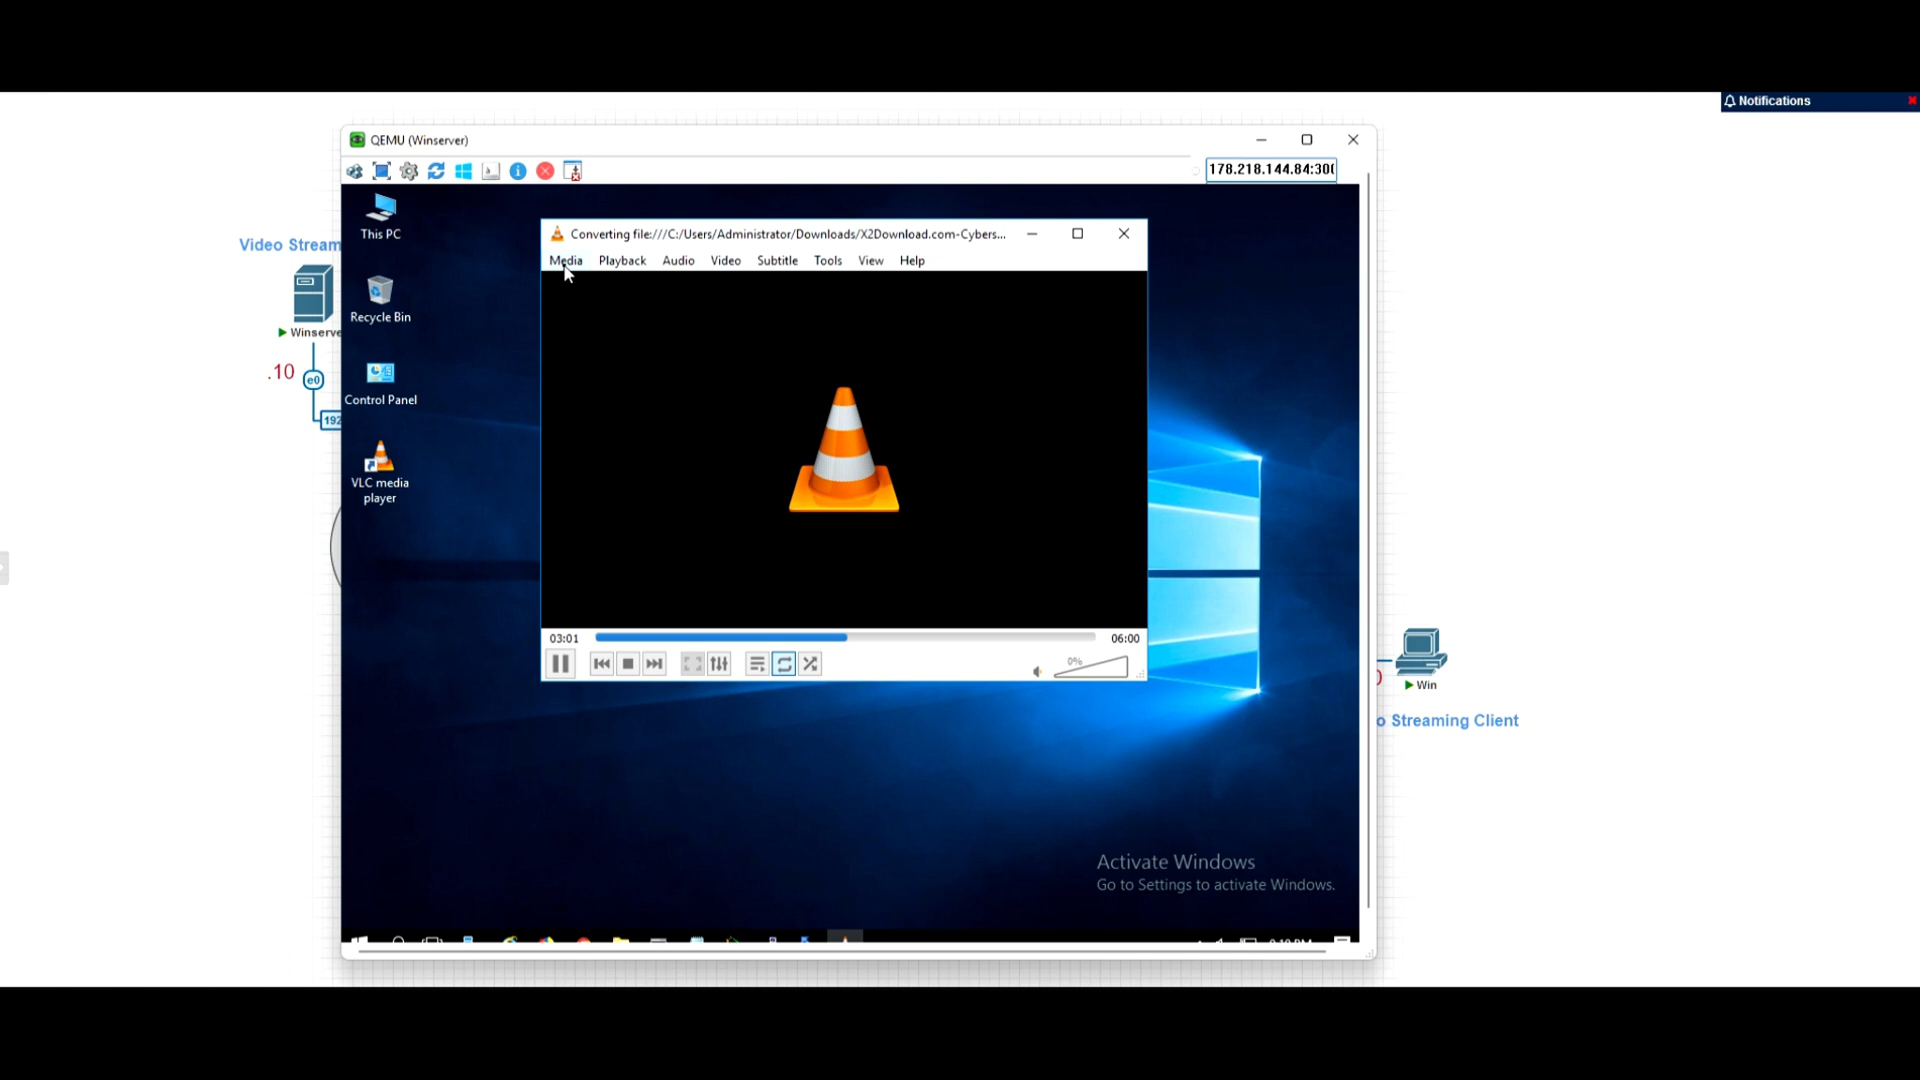 Notifications
QEMU (Winserver)
178.218.144.84:30(
This PC
Video Stream
Converting file:///C:/Users/Administrator/Downloads/X2Download.com-Cybers...
Media Playback Audio Video Subtitle Tools View Help
Recycle Bin
Winserve
.10
e0
Control Panel
192
VLC media
player
03:01
06:00
0%
Win
o Streaming Client
Activate Windows
Go to Settings to activate Windows.